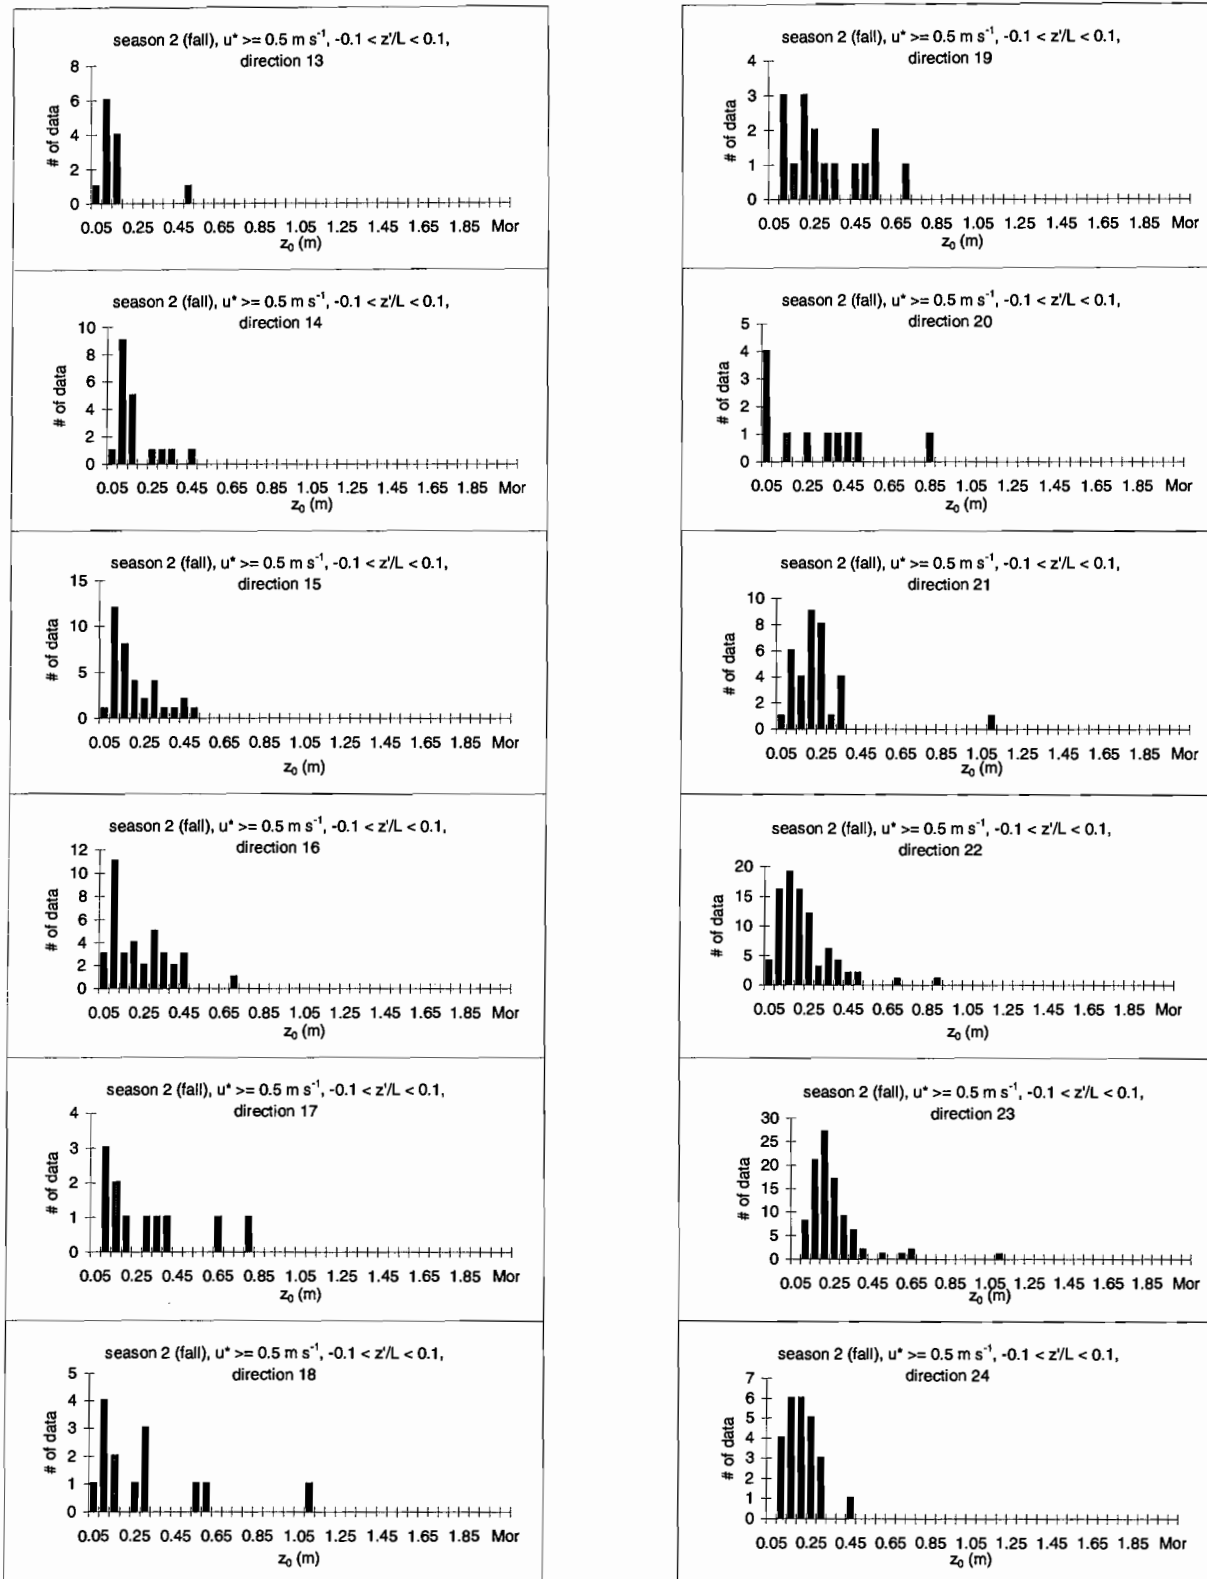 season 2 (fall), u* >= 0.5 m s-1, -0.1 < z'/L < 0.1,
direction 13
8
6
4
2
0
# of data
0.05 0.25 0.45 0.65 0.85 1.05 1.25 1.45 1.65 1.85 Mor
z0 (m)
season 2 (fall), u* >= 0.5 m s-1, -0.1 < z'/L < 0.1,
direction 14
10
8
6
4
2
0
# of data
0.05 0.25 0.45 0.65 0.85 1.05 1.25 1.45 1.65 1.85 Mor
z0 (m)
season 2 (fall), u* >= 0.5 m s-1, -0.1 < z'/L < 0.1,
direction 15
15
10
5
0
# of data
0.05 0.25 0.45 0.65 0.85 1.05 1.25 1.45 1.65 1.85 Mor
z0 (m)
season 2 (fall), u* >= 0.5 m s-1, -0.1 < z'/L < 0.1,
direction 16
12
10
8
6
4
2
0
# of data
0.05 0.25 0.45 0.65 0.85 1.05 1.25 1.45 1.65 1.85 Mor
z0 (m)
season 2 (fall), u* >= 0.5 m s-1, -0.1 < z'/L < 0.1,
direction 17
4
3
2
1
0
# of data
0.05 0.25 0.45 0.65 0.85 1.05 1.25 1.45 1.65 1.85 Mor
z0 (m)
season 2 (fall), u* >= 0.5 m s-1, -0.1 < z'/L < 0.1,
direction 18
5
4
3
2
1
0
# of data
0.05 0.25 0.45 0.65 0.85 1.05 1.25 1.45 1.65 1.85 Mor
z0 (m)
season 2 (fall), u* >= 0.5 m s-1, -0.1 < z'/L < 0.1,
direction 19
4
3
2
1
0
# of data
0.05 0.25 0.45 0.65 0.85 1.05 1.25 1.45 1.65 1.85 Mor
z0 (m)
season 2 (fall), u* >= 0.5 m s-1, -0.1 < z'/L < 0.1,
direction 20
5
4
3
2
1
0
# of data
0.05 0.25 0.45 0.65 0.85 1.05 1.25 1.45 1.65 1.85 Mor
z0 (m)
season 2 (fall), u* >= 0.5 m s-1, -0.1 < z'/L < 0.1,
direction 21
10
8
6
4
2
0
# of data
0.05 0.25 0.45 0.65 0.85 1.05 1.25 1.45 1.65 1.85 Mor
z0 (m)
season 2 (fall), u* >= 0.5 m s-1, -0.1 < z'/L < 0.1,
direction 22
20
15
10
5
0
# of data
0.05 0.25 0.45 0.65 0.85 1.05 1.25 1.45 1.65 1.85 Mor
z0 (m)
season 2 (fall), u* >= 0.5 m s-1, -0.1 < z'/L < 0.1,
direction 23
30
25
20
15
10
5
0
# of data
0.05 0.25 0.45 0.65 0.85 1.05 1.25 1.45 1.65 1.85 Mor
z0 (m)
season 2 (fall), u* >= 0.5 m s-1, -0.1 < z'/L < 0.1,
direction 24
7
6
5
4
3
2
1
0
# of data
0.05 0.25 0.45 0.65 0.85 1.05 1.25 1.45 1.65 1.85 Mor
z0 (m)